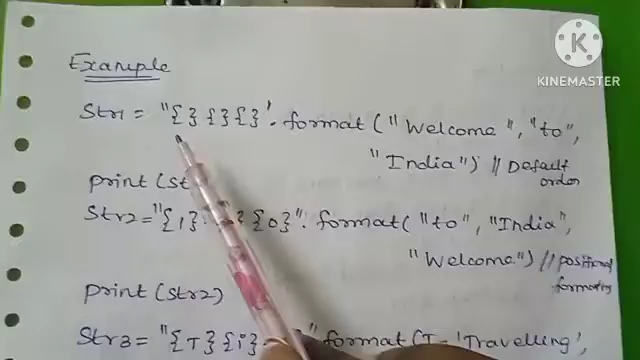 Example
KINEMASTER
Str1 = "{}{}{}'. format ("Welcome", "to",
"India") // Default
order
print (St
Str2="{1} {0}". format( "to", "India",
"Welcome") // positional
print (str2)
Str3 = "{T}{i} " format (T = 'Travelling',